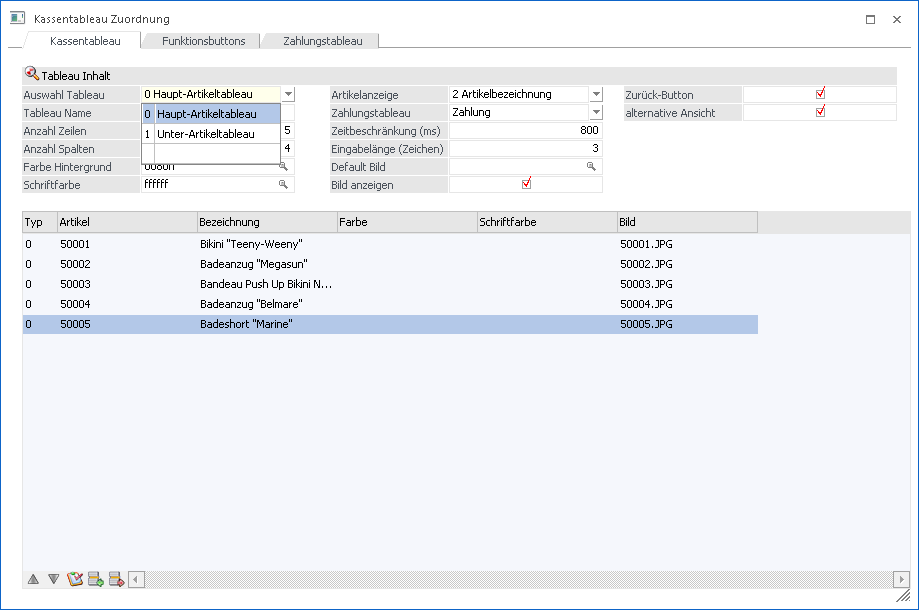 Kassentableau Zuordnung
Kassentableau Funktionsbuttons Zahlungstableau
Tableau Inhalt
Auswahl Tableau 0 Haupt-Artikeltableau Artikelanzeige 2 Artikelbezeichnung Zurück-Button
Tableau Name 0 Haupt-Artikeltableau Zahlungstableau Zahlung alternative Ansicht
Anzahl Zeilen 1 Unter-Artikeltableau 5 Zeitbeschränkung (ms) 800
Anzahl Spalten 4 Eingabelänge (Zeichen) 3
Farbe Hintergrund Default Bild
Schriftfarbe ffffff Bild anzeigen
Typ Artikel Bezeichnung Farbe Schriftfarbe Bild
0 50001 Bikini "Teeny-Weeny" 50001.JPG
0 50002 Badeanzug "Megasun" 50002.JPG
0 50003 Bandeau Push Up Bikini N... 50003.JPG
0 50004 Badeanzug "Belmare" 50004.JPG
0 50005 Badeshort "Marine" 50005.JPG